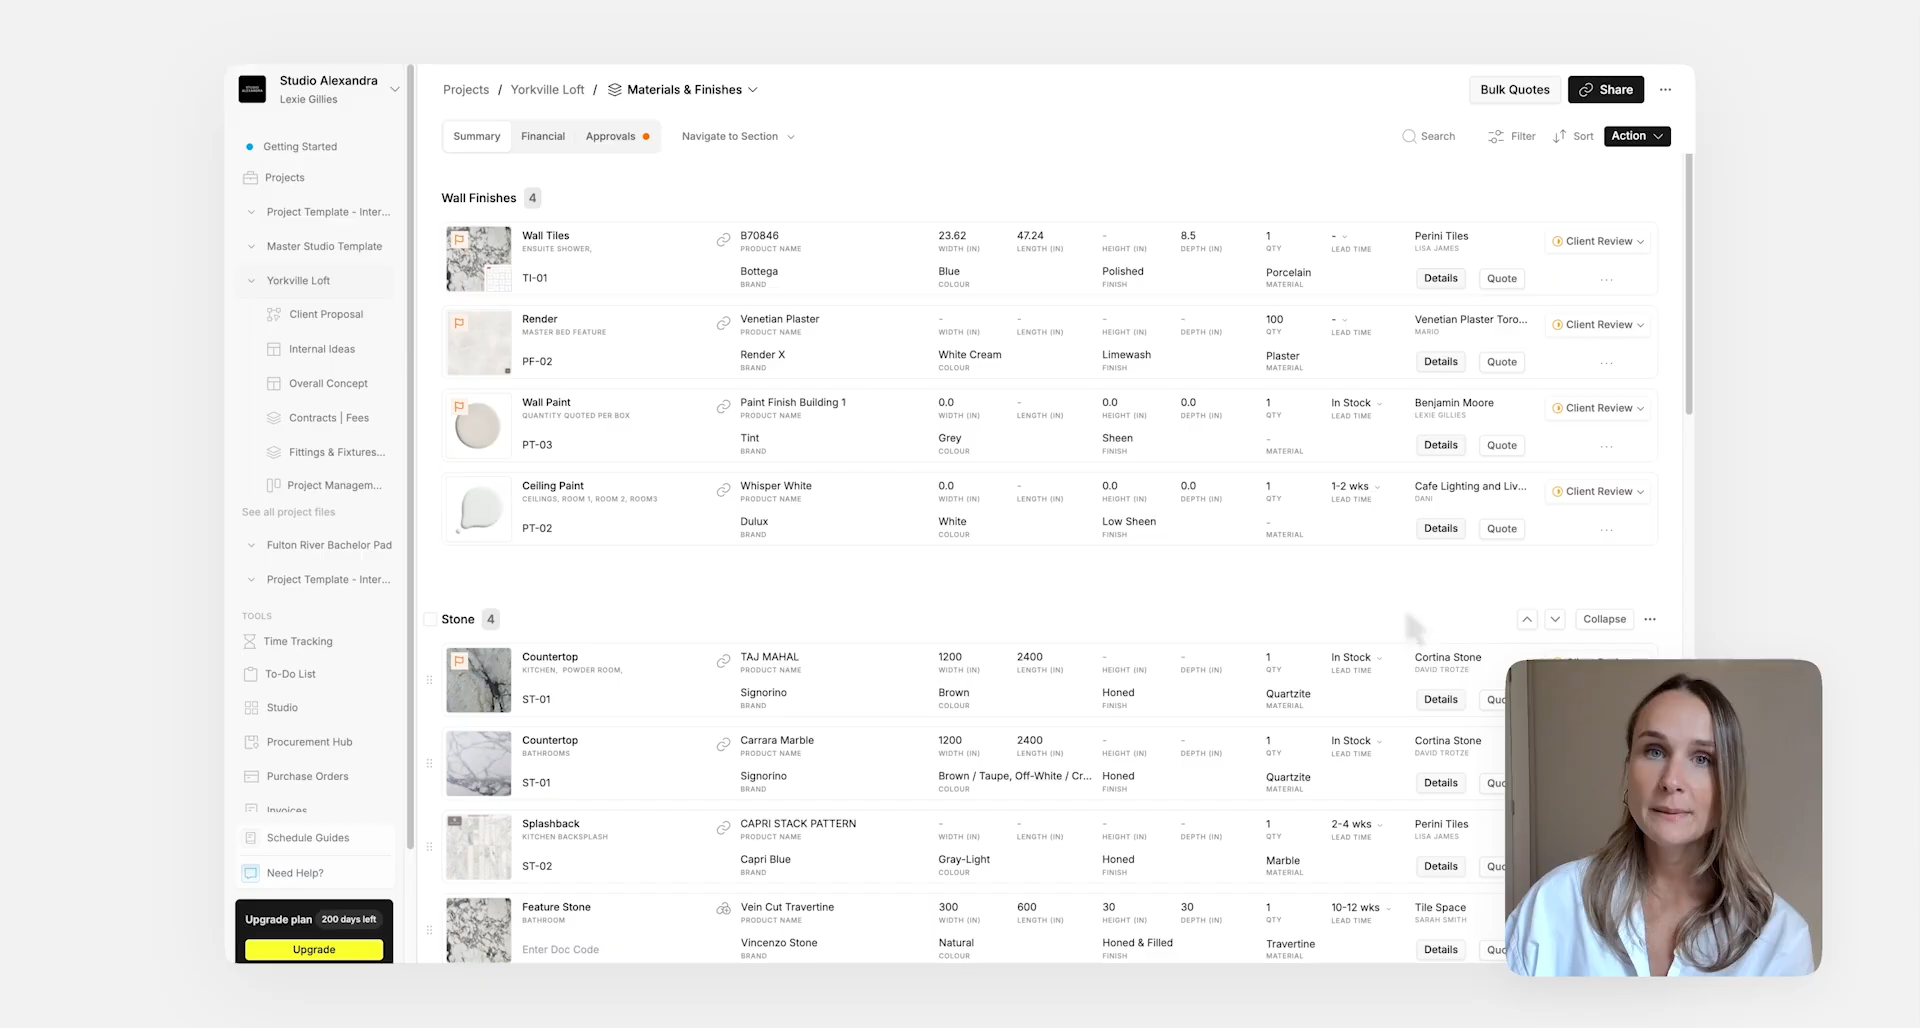 Studio Alexandra
Lexie Gillies
Getting Started
Projects
Project Template - Inter...
Master Studio Template
Yorkville Loft
Client Proposal
Internal Ideas
Overall Concept
Contracts | Fees
Fittings & Fixtures...
Project Managem...
See all project files
Fulton River Bachelor Pad
Project Template - Inter...
TOOLS
Time Tracking
To-Do List
Studio
Procurement Hub
Purchase Orders
Invoices
Schedule Guides
Need Help?
Upgrade plan 200 days left
Upgrade
Projects / Yorkville Loft / Materials & Finishes
Bulk Quotes Share
Summary Financial Approvals Navigate to Section
Search Filter Sort Action
Wall Finishes 4
Wall Tiles B70846 23.62 47.24 - 8.5 1 - Perini Tiles Client Review
ENSUITE SHOWER, PRODUCT NAME WIDTH (IN) LENGTH (IN) HEIGHT (IN) DEPTH (IN) QTY LEAD TIME LISA JAMES
TI-01 Bottega Blue Polished Porcelain Details Quote
BRAND COLOUR FINISH MATERIAL
Render Venetian Plaster - - - - 100 - Venetian Plaster Toro... Client Review
MASTER BED FEATURE PRODUCT NAME WIDTH (IN) LENGTH (IN) HEIGHT (IN) DEPTH (IN) QTY LEAD TIME MARIO
PF-02 Render X White Cream Limewash Plaster Details Quote
BRAND COLOUR FINISH MATERIAL
Wall Paint Paint Finish Building 1 0.0 - 0.0 0.0 1 In Stock Benjamin Moore Client Review
QUANTITY QUOTED PER BOX PRODUCT NAME WIDTH (IN) LENGTH (IN) HEIGHT (IN) DEPTH (IN) QTY LEAD TIME LEXIE GILLIES
PT-03 Tint Grey Sheen - Details Quote
BRAND COLOUR FINISH MATERIAL
Ceiling Paint Whisper White 0.0 - 0.0 0.0 1 1-2 wks Cafe Lighting and Liv... Client Review
CEILINGS, ROOM 1, ROOM 2, ROOM3 PRODUCT NAME WIDTH (IN) LENGTH (IN) HEIGHT (IN) DEPTH (IN) QTY LEAD TIME DANI
PT-02 Dulux White Low Sheen - Details Quote
BRAND COLOUR FINISH MATERIAL
Stone 4 Collapse
Countertop TAJ MAHAL 1200 2400 - - 1 In Stock Cortina Stone
KITCHEN, POWDER ROOM, PRODUCT NAME WIDTH (IN) LENGTH (IN) HEIGHT (IN) DEPTH (IN) QTY LEAD TIME DAVID TROTZE
ST-01 Signorino Brown Honed Quartzite Details Quo
BRAND COLOUR FINISH MATERIAL
Countertop Carrara Marble 1200 2400 - - 1 In Stock Cortina Stone
BATHROOMS PRODUCT NAME WIDTH (IN) LENGTH (IN) HEIGHT (IN) DEPTH (IN) QTY LEAD TIME DAVID TROTZE
ST-01 Signorino Brown / Taupe, Off-White / Cr... Honed Quartzite Details Quo
BRAND COLOUR FINISH MATERIAL
Splashback CAPRI STACK PATTERN - - - - 1 2-4 wks Perini Tiles
KITCHEN BACKSPLASH PRODUCT NAME WIDTH (IN) LENGTH (IN) HEIGHT (IN) DEPTH (IN) QTY LEAD TIME LISA JAMES
ST-02 Capri Blue Gray-Light Honed Marble Details Quo
BRAND COLOUR FINISH MATERIAL
Feature Stone Vein Cut Travertine 300 600 30 30 1 10-12 wks Tile Space
BATHROOM PRODUCT NAME WIDTH (IN) LENGTH (IN) HEIGHT (IN) DEPTH (IN) QTY LEAD TIME SARAH SMITH
Enter Doc Code Vincenzo Stone Natural Honed & Filled Travertine Details Quo
BRAND COLOUR FINISH MATERIAL